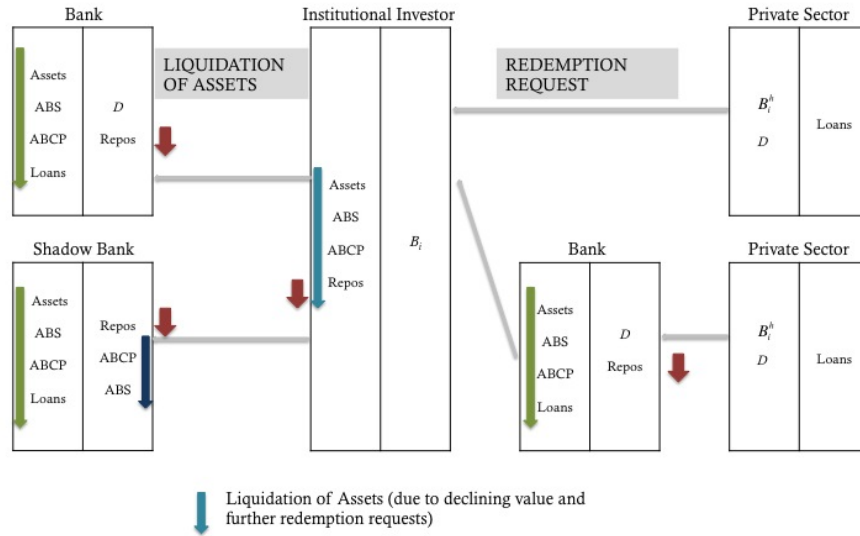 Bank
Institutional Investor
Private Sector
LIQUIDATION
OF ASSETS
REDEMPTION
REQUEST
Assets
ABS
ABCP
Loans
D
Repos
Assets
ABS
ABCP
Repos
B_i
B_i^h
D
Loans
Shadow Bank
Bank
Private Sector
Assets
ABS
ABCP
Loans
Repos
ABCP
ABS
Assets
ABS
ABCP
Loans
D
Repos
B_i^h
D
Loans
Liquidation of Assets (due to declining value and
further redemption requests)